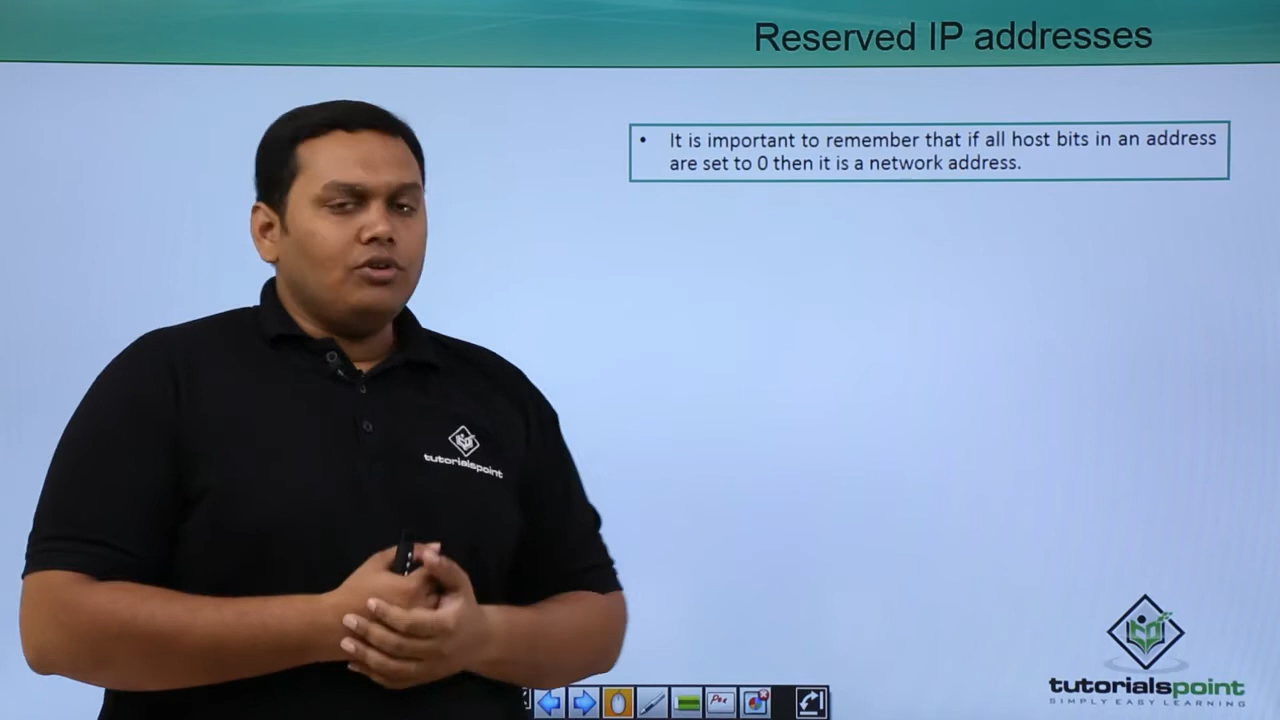 Reserved IP addresses
• It is important to remember that if all host bits in an address
are set to 0 then it is a network address.
tutorialspoint
Pen
tutorialspoint
SIMPLY EASY LEARNING